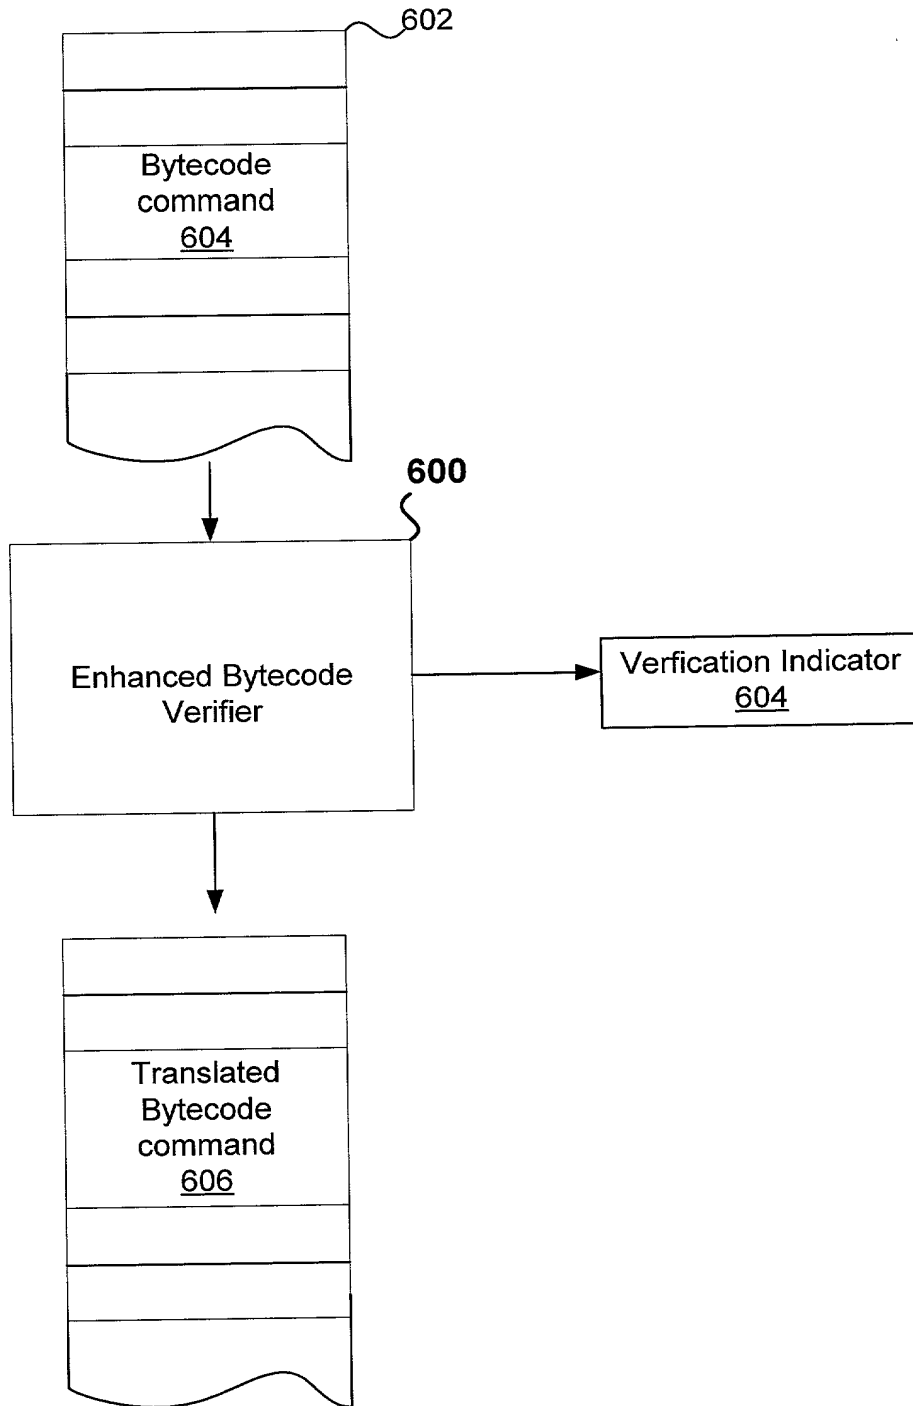 602
Bytecode
command
604
600
Enhanced Bytecode
Verifier
Verfication Indicator
604
Translated
Bytecode
command
606